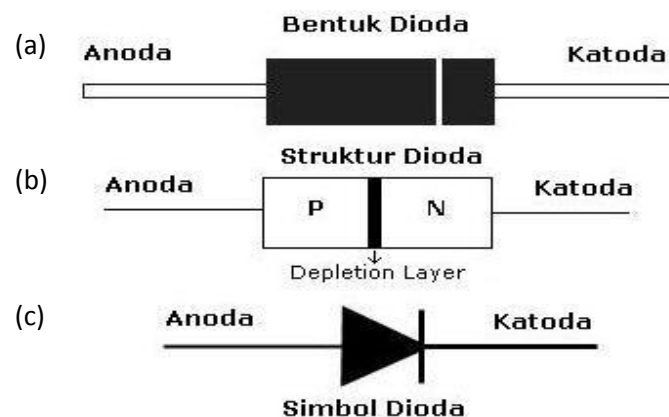 (a)
Bentuk Dioda
Anoda
Katoda
Struktur Dioda
(b)
Anoda
Katoda
P
N
Depletion Layer
(c)
Anoda
Katoda
Simbol Dioda